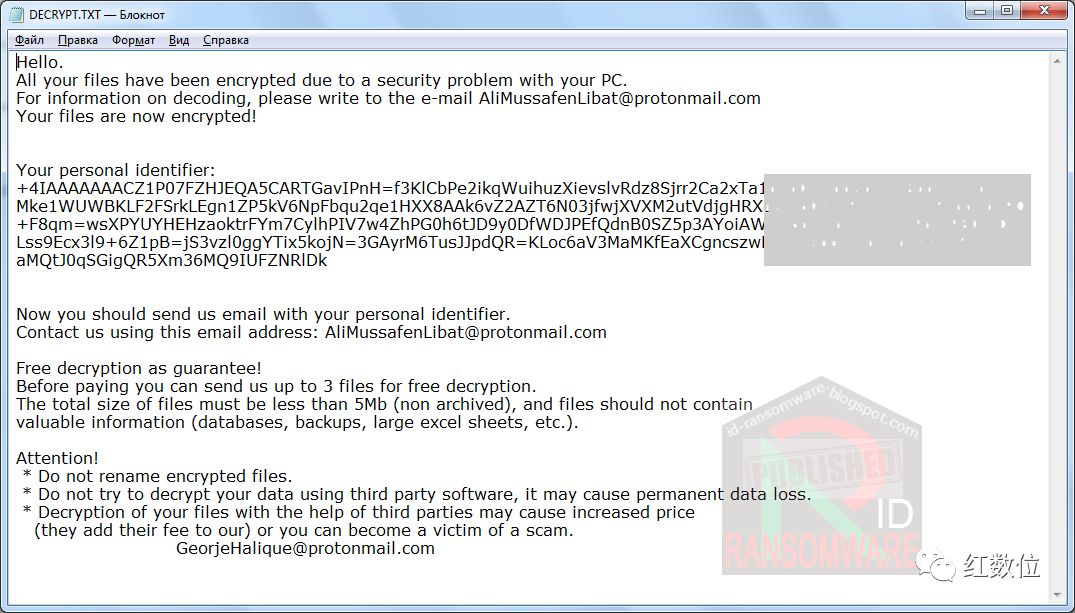 DECRYPT.TXT — Блокнот
Файл Правка Формат Вид Справка
Hello.
All your files have been encrypted due to a security problem with your PC.
For information on decoding, please write to the e-mail AliMussafenLibat@protonmail.com
Your files are now encrypted!
Your personal identifier:
+4IAAAAAAACZ1P07FZHJEQA5CARTGavIPnH=f3KlCbPe2ikqWuihuzXievslvRdz8Sjrr2Ca2xTa1
Mke1WUWBKLF2FSrkLEgn1ZP5kV6NpFbqu2qe1HXX8AAk6vZ2AZT6N03jfwjXVXM2utVdjgHRX
+F8qm=wsXPYUYHEHzaoktrFYm7CylhPIV7w4ZhPG0h6tJD9y0DfWDJPEfQdnB0SZ5p3AYoiAW
Lss9Ecx3l9+6Z1pB=jS3vzl0ggYTix5kojN=3GAyrM6TusJJpdQR=KLoc6aV3MaMKfEaXCgncszwl
aMQtJ0qSGigQR5Xm36MQ9IUFZNRlDk
Now you should send us email with your personal identifier.
Contact us using this email address: AliMussafenLibat@protonmail.com
Free decryption as guarantee!
Before paying you can send us up to 3 files for free decryption.
The total size of files must be less than 5Mb (non archived), and files should not contain
valuable information (databases, backups, large excel sheets, etc.).
Attention!
* Do not rename encrypted files.
* Do not try to decrypt your data using third party software, it may cause permanent data loss.
* Decryption of your files with the help of third parties may cause increased price
(they add their fee to our) or you can become a victim of a scam.
GeorjeHalique@protonmail.com
id-ransomware-blogspot.com
PUBLISHED
ID
RANSOMWARE
红数位